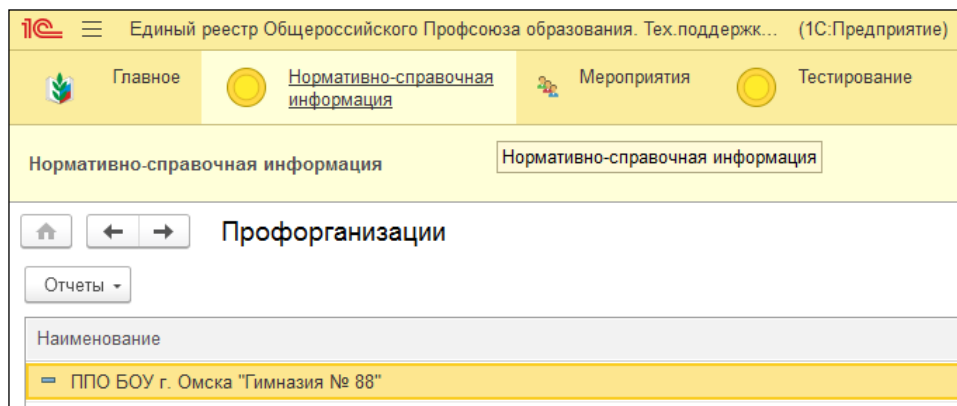 1С Единый реестр Общероссийского Профсоюза образования. Тех.поддержк... (1С:Предприятие)
Главное Нормативно-справочная информация Мероприятия Тестирование
Нормативно-справочная информация Нормативно-справочная информация
Профорганизации
Отчеты
Наименование
ППО БОУ г. Омска "Гимназия № 88"